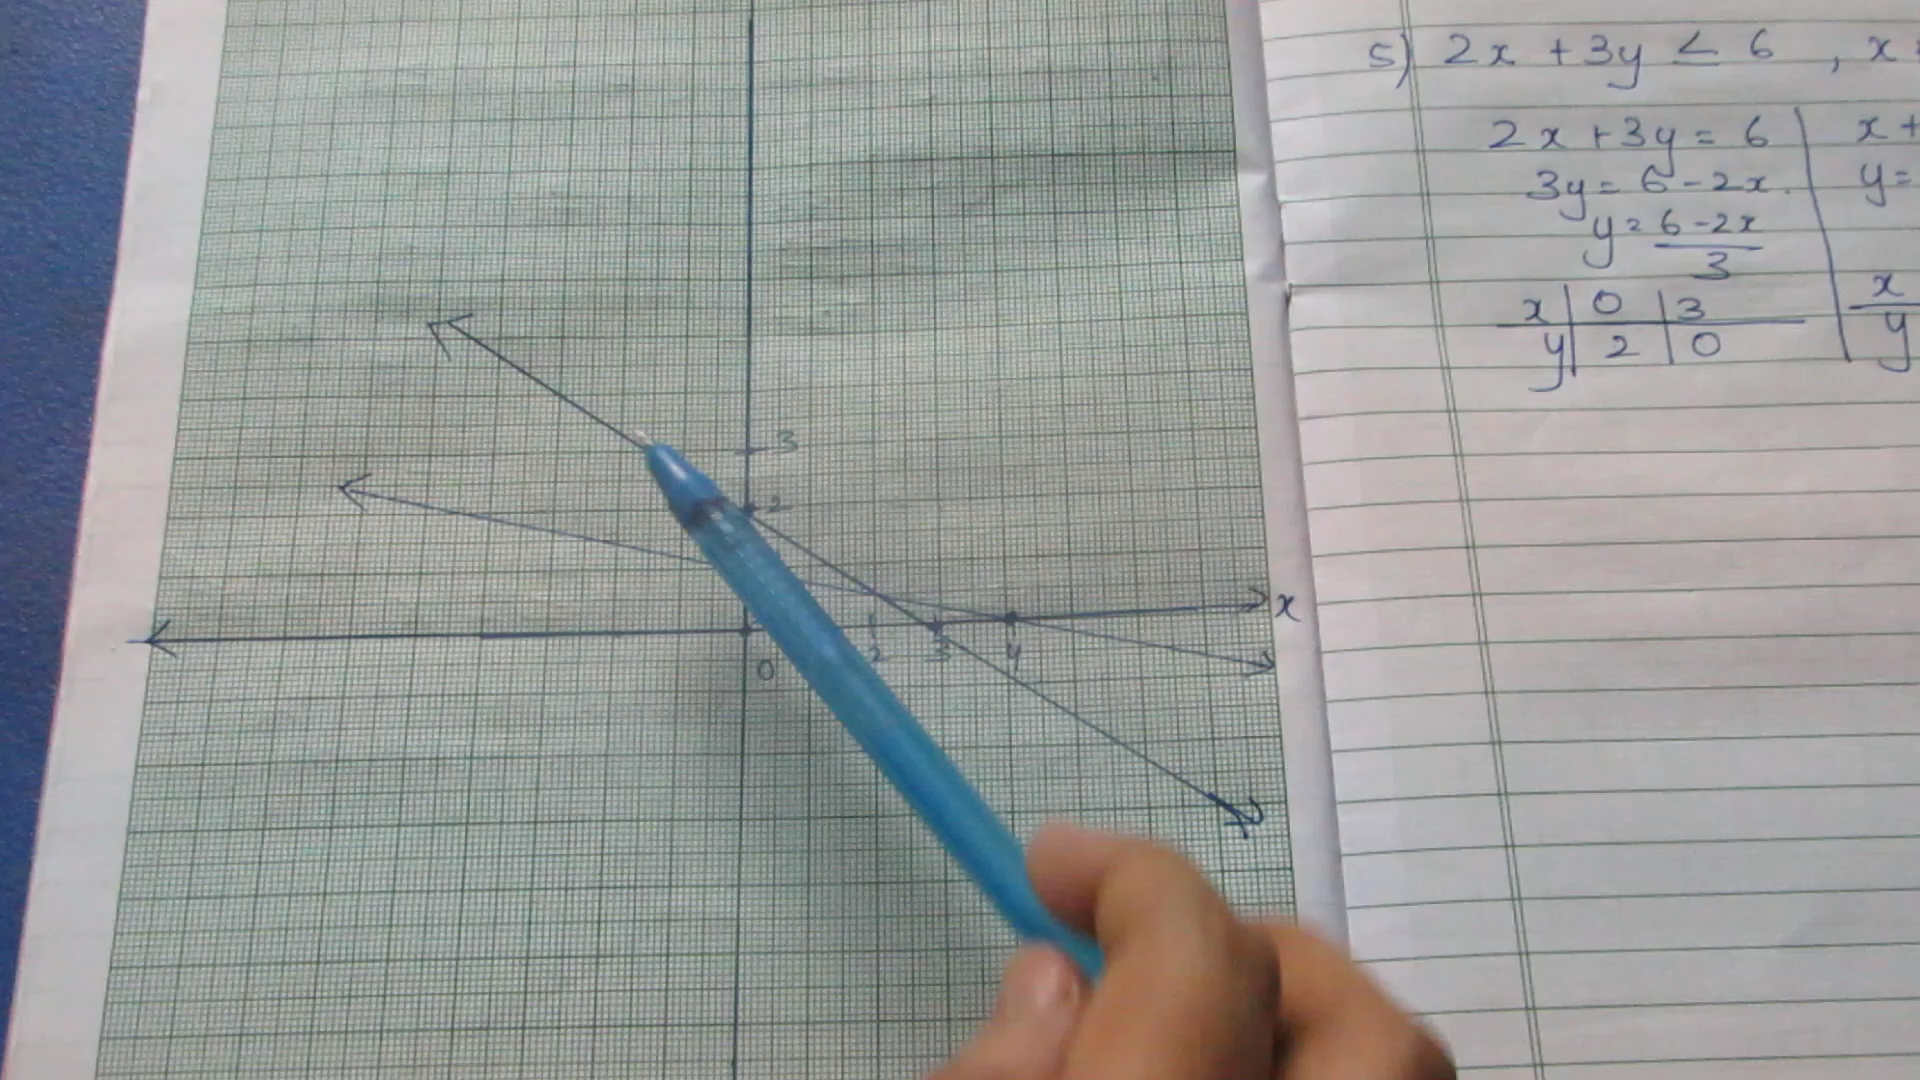 3
2
x
0 2 3 4
5) 2x + 3y ≤ 6 , x
2x + 3y = 6 x +
3y = 6 - 2x. y =
y = 6 - 2x
3
x 0 3 x
y 2 0 y